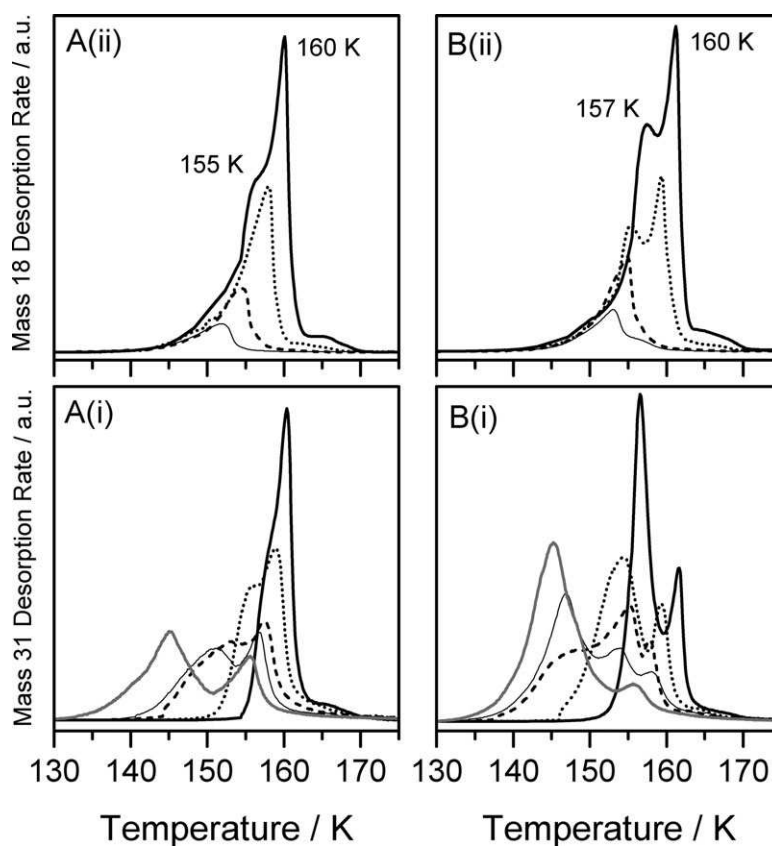 Mass 18 Desorption Rate / a.u.
A(ii)
160 K
155 K
B(ii)
160 K
157 K
Mass 31 Desorption Rate / a.u.
A(i)
B(i)
130 140 150 160 170
130 140 150 160 170
Temperature / K
Temperature / K